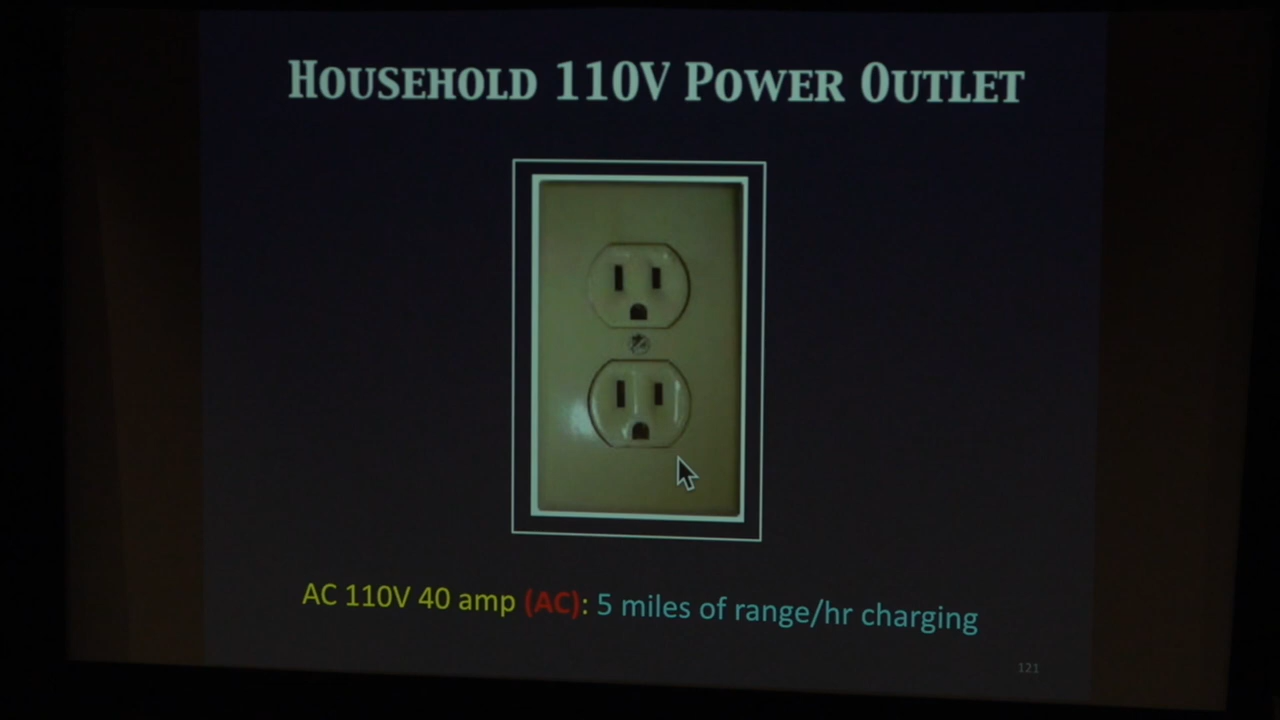 HOUSEHOLD 110V POWER OUTLET
AC 110V 40 amp (AC): 5 miles of range/hr charging
121